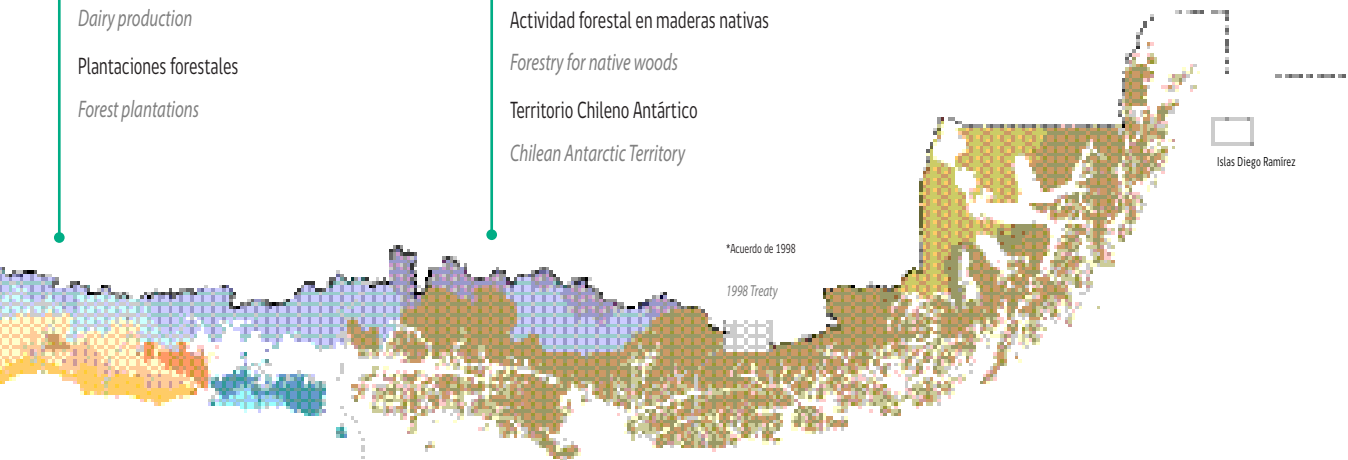 Dairy production
Plantaciones forestales
Forest plantations
Actividad forestal en maderas nativas
Forestry for native woods
Territorio Chileno Antártico
Chilean Antarctic Territory
*Acuerdo de 1998
1998 Treaty
Islas Diego Ramírez